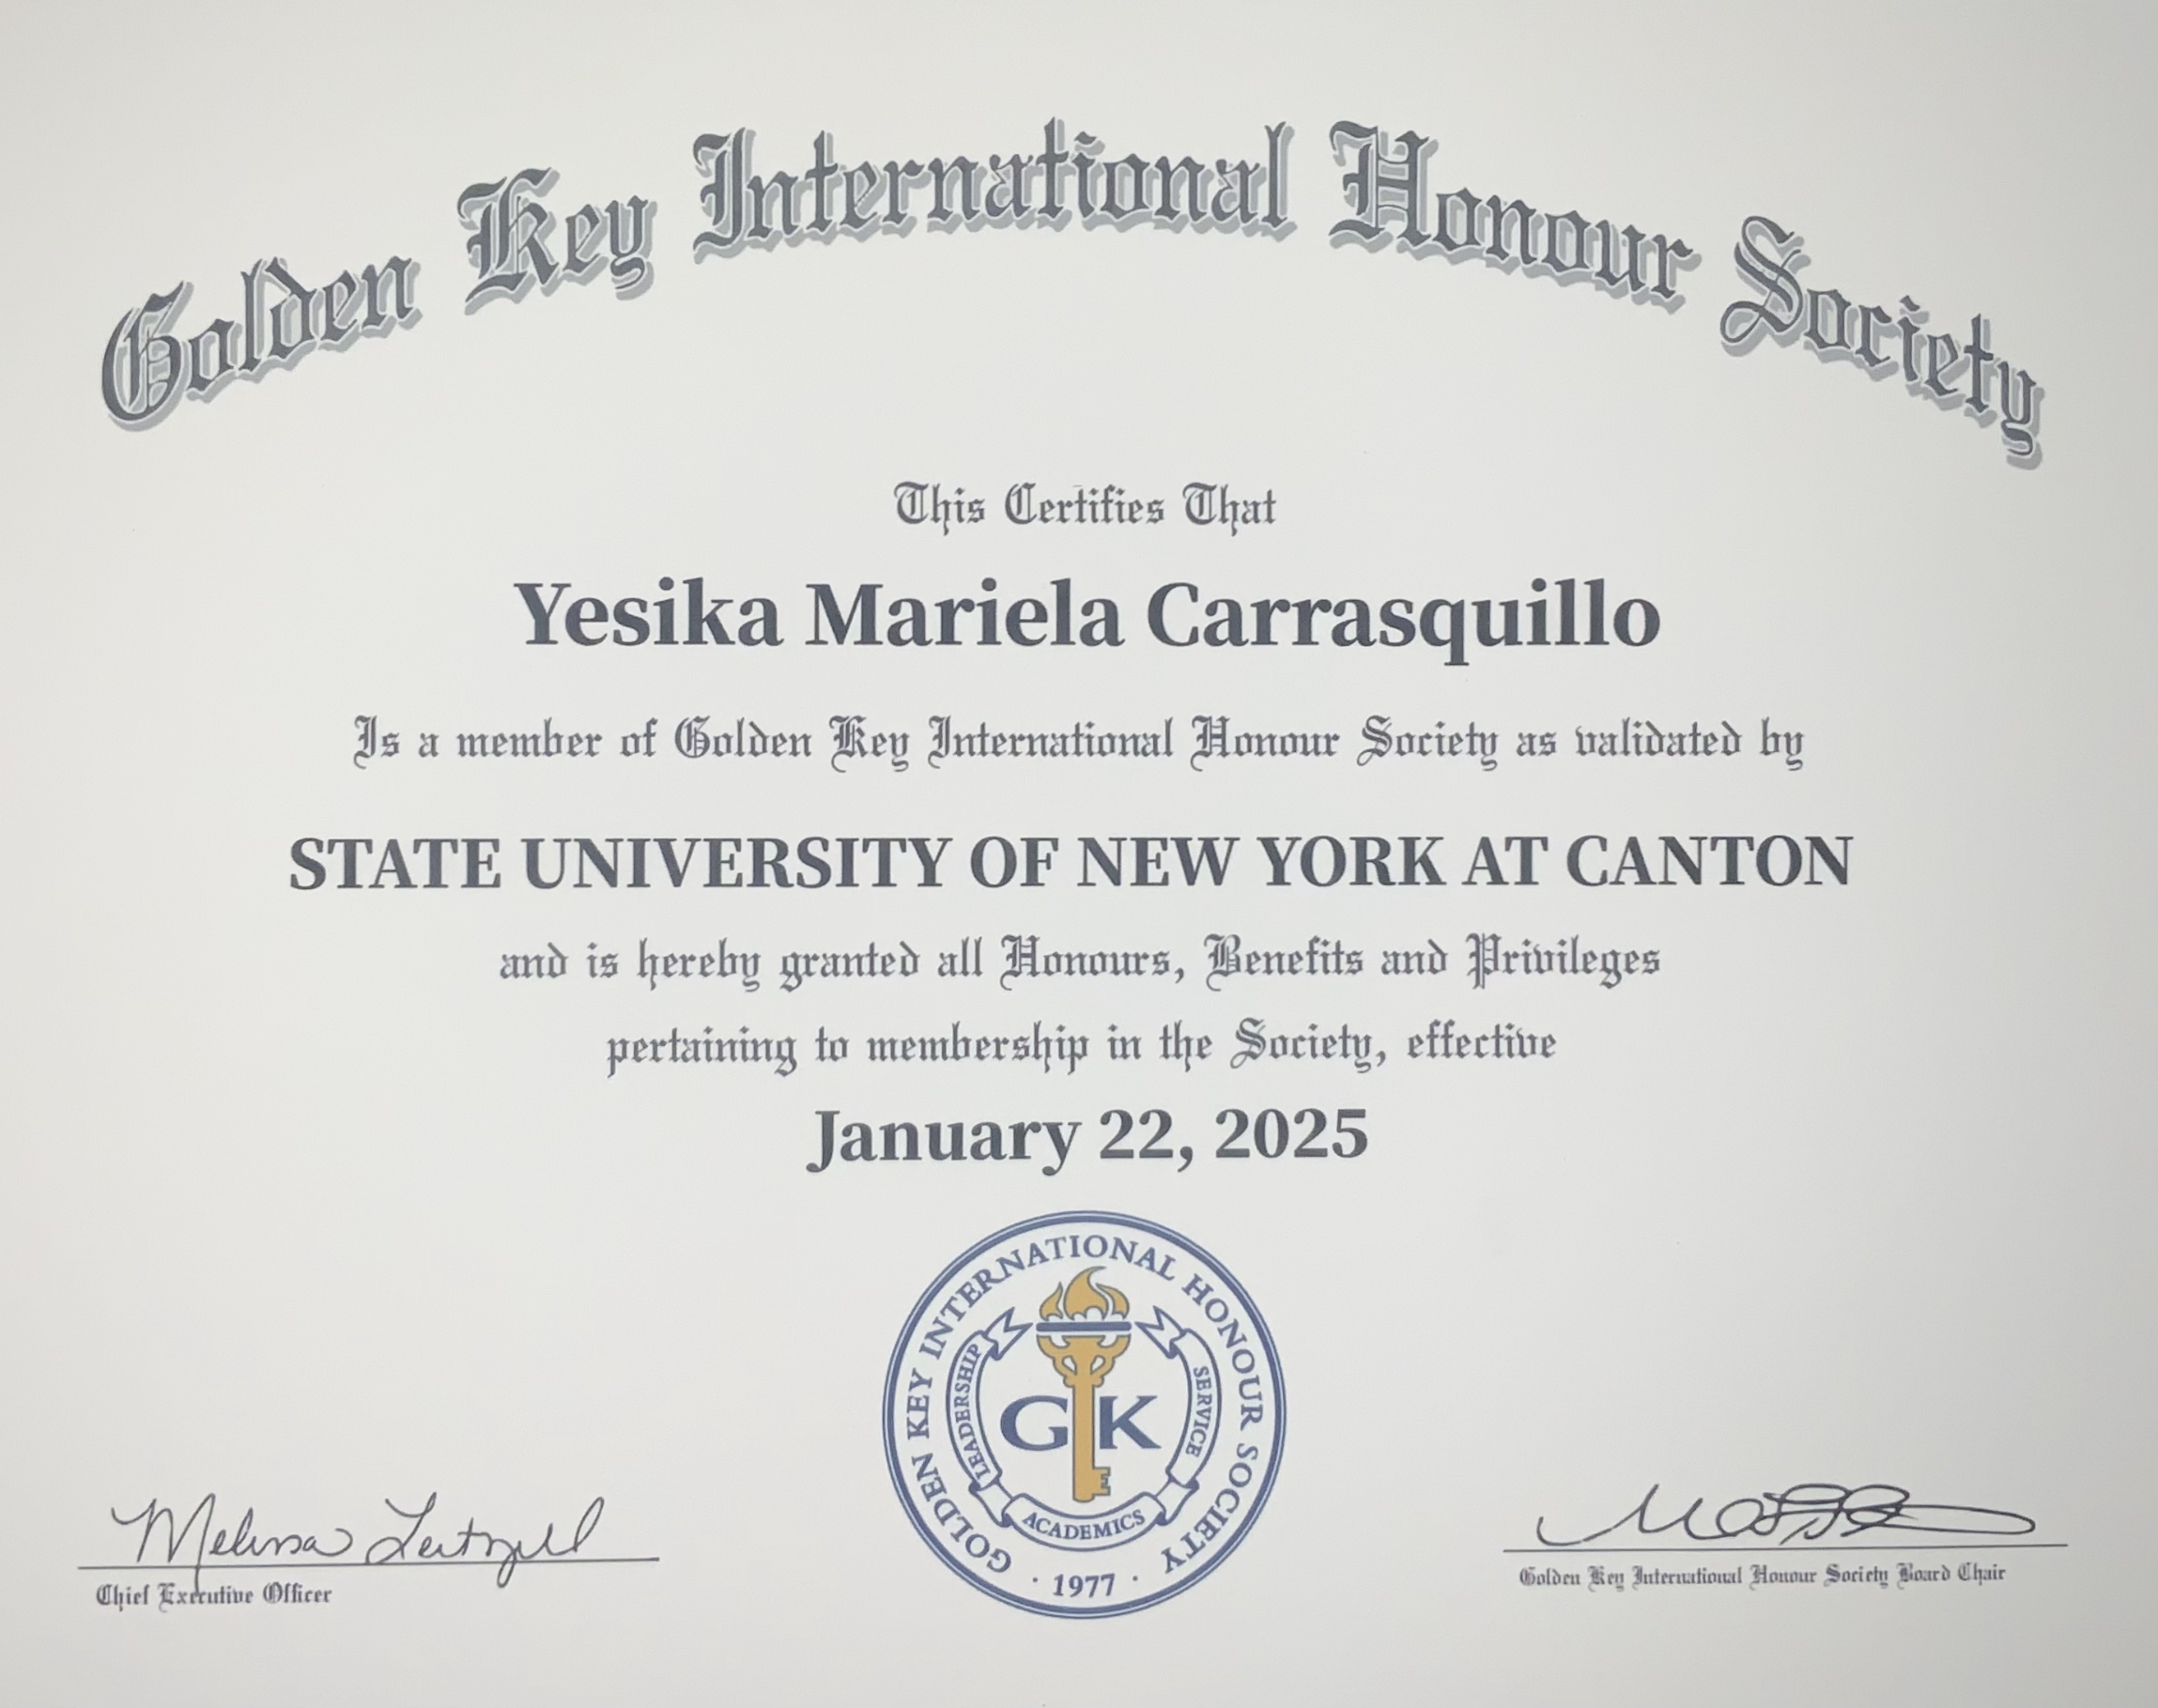 Golden Key International Honour Society
This Certifies That
Yesika Mariela Carrasquillo
Is a member of Golden Key International Honour Society as validated by
STATE UNIVERSITY OF NEW YORK AT CANTON
and is hereby granted all Honours, Benefits and Privileges
pertaining to membership in the Society, effective
January 22, 2025
GOLDEN KEY INTERNATIONAL HONOUR SOCIETY
LEADERSHIP
SERVICE
GK
ACADEMICS
· 1977 ·
Melissa Leitzell
Chief Executive Officer
Golden Key International Honour Society Board Chair